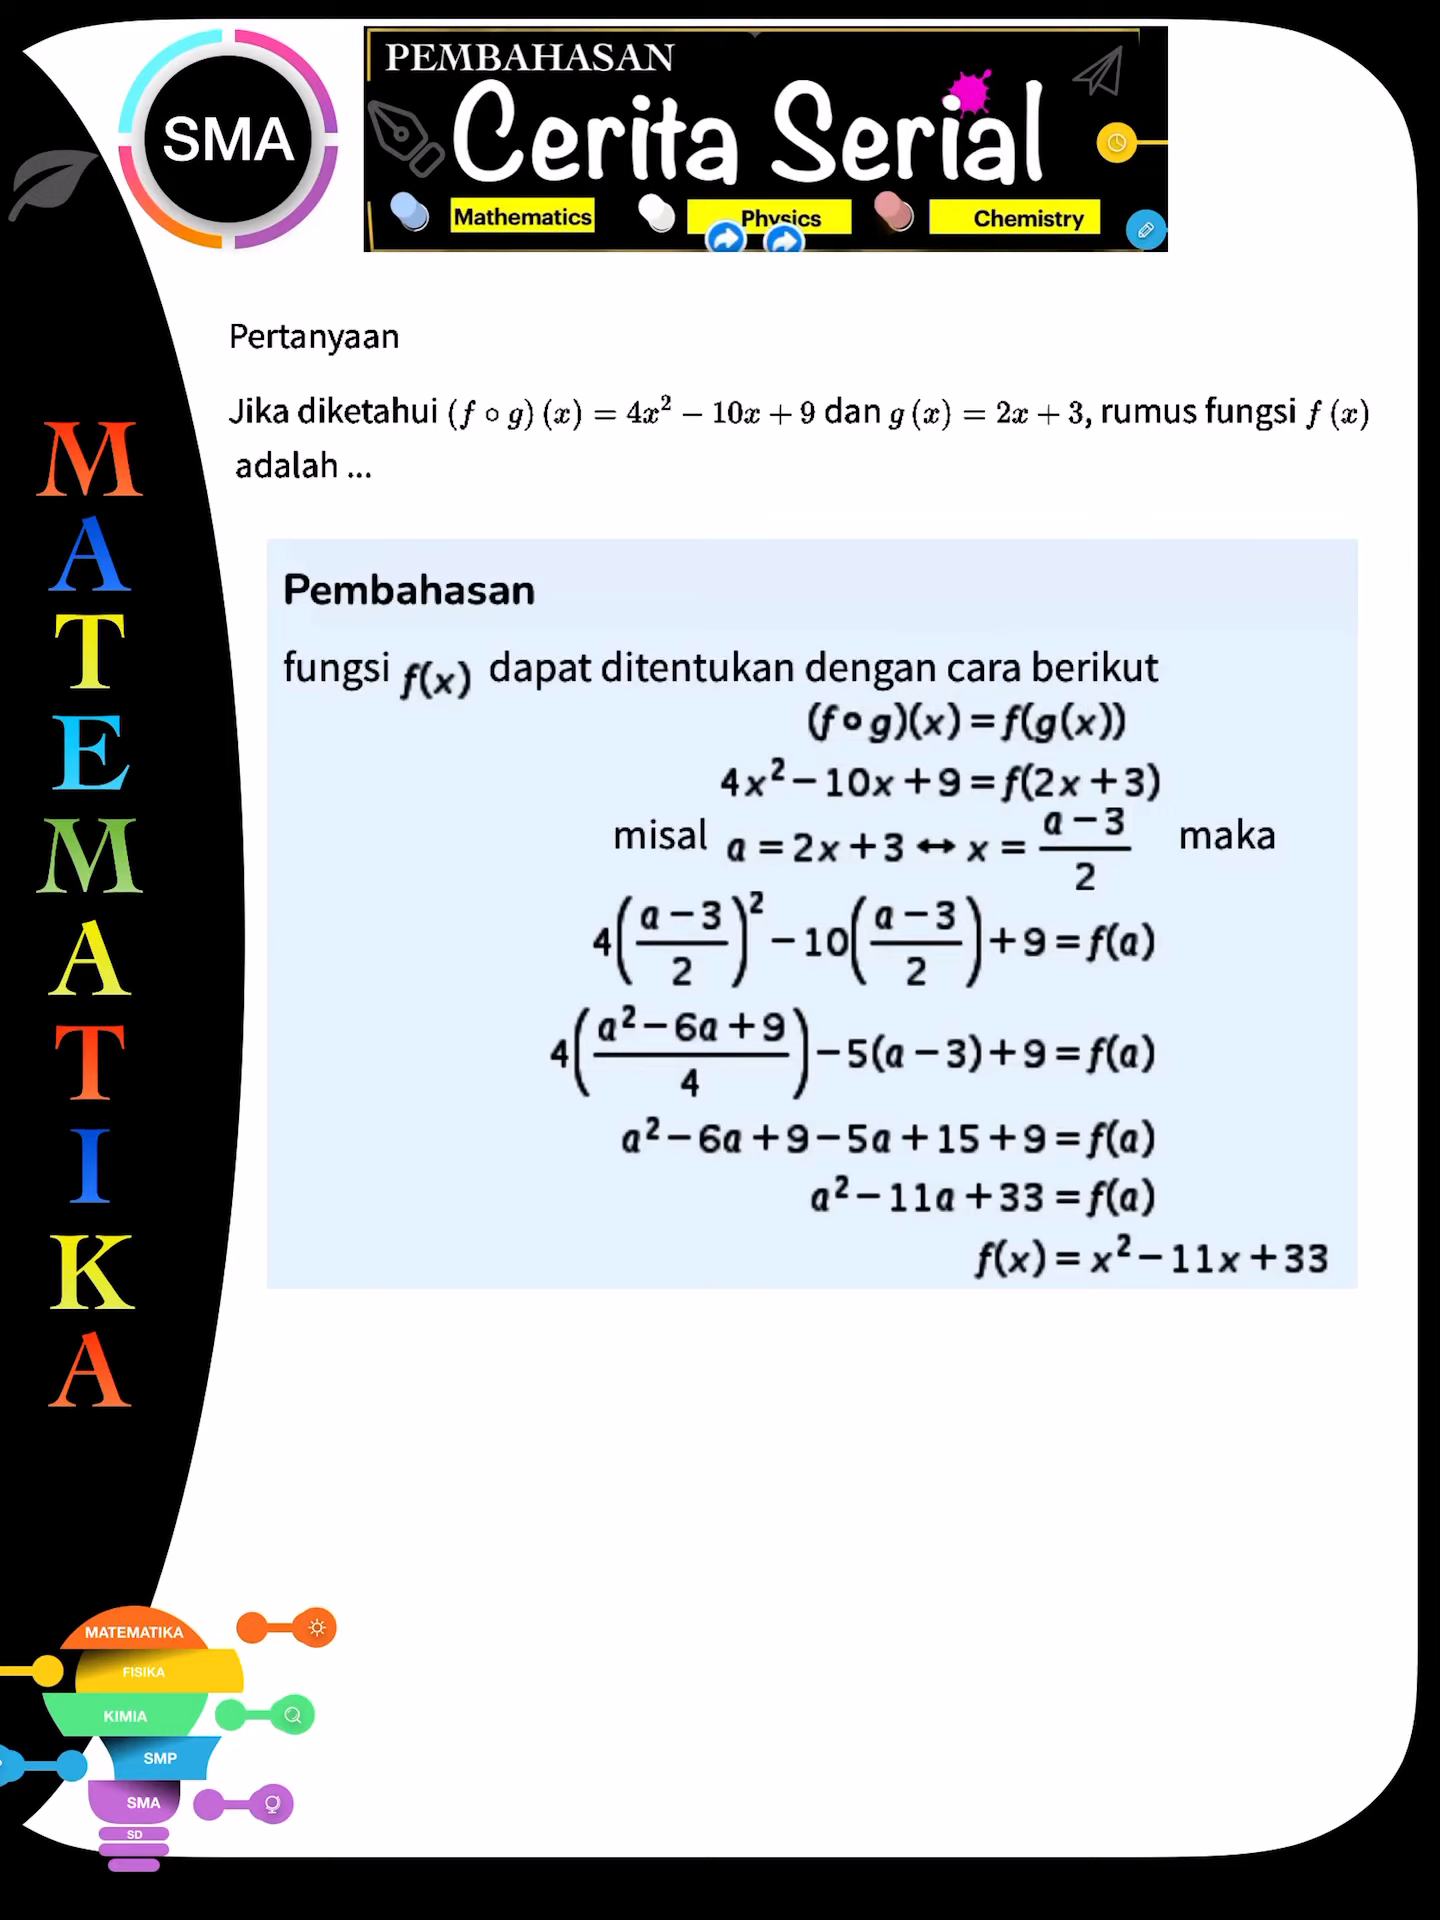 SMA
PEMBAHASAN
Cerita Serial
Mathematics
Physics
Chemistry
Pertanyaan
Jika diketahui (f ∘ g) (x) = 4x² − 10x + 9 dan g (x) = 2x + 3, rumus fungsi f (x)
adalah ...
MATEMATIKA
Pembahasan
fungsi f(x) dapat ditentukan dengan cara berikut
(f∘g)(x) = f(g(x))
4x² − 10x + 9 = f(2x + 3)
misal a = 2x + 3 ↔ x = (a − 3)/2 maka
4((a − 3)/2)² − 10((a − 3)/2) + 9 = f(a)
4((a² − 6a + 9)/4) − 5(a − 3) + 9 = f(a)
a² − 6a + 9 − 5a + 15 + 9 = f(a)
a² − 11a + 33 = f(a)
f(x) = x² − 11x + 33
MATEMATIKA
FISIKA
KIMIA
SMP
SMA
SD